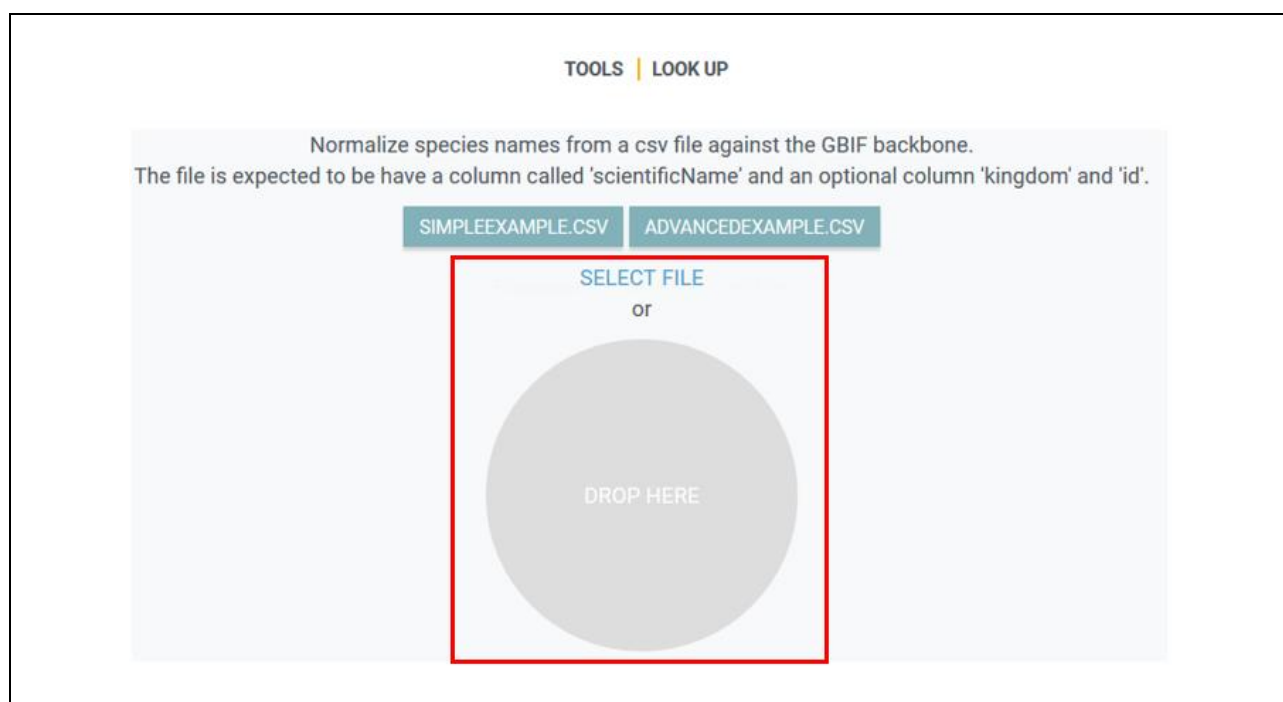 TOOLS | LOOK UP
Normalize species names from a csv file against the GBIF backbone.
The file is expected to be have a column called 'scientificName' and an optional column 'kingdom' and 'id'.
SIMPLEEXAMPLE.CSV ADVANCEDEXAMPLE.CSV
SELECT FILE
or
DROP HERE